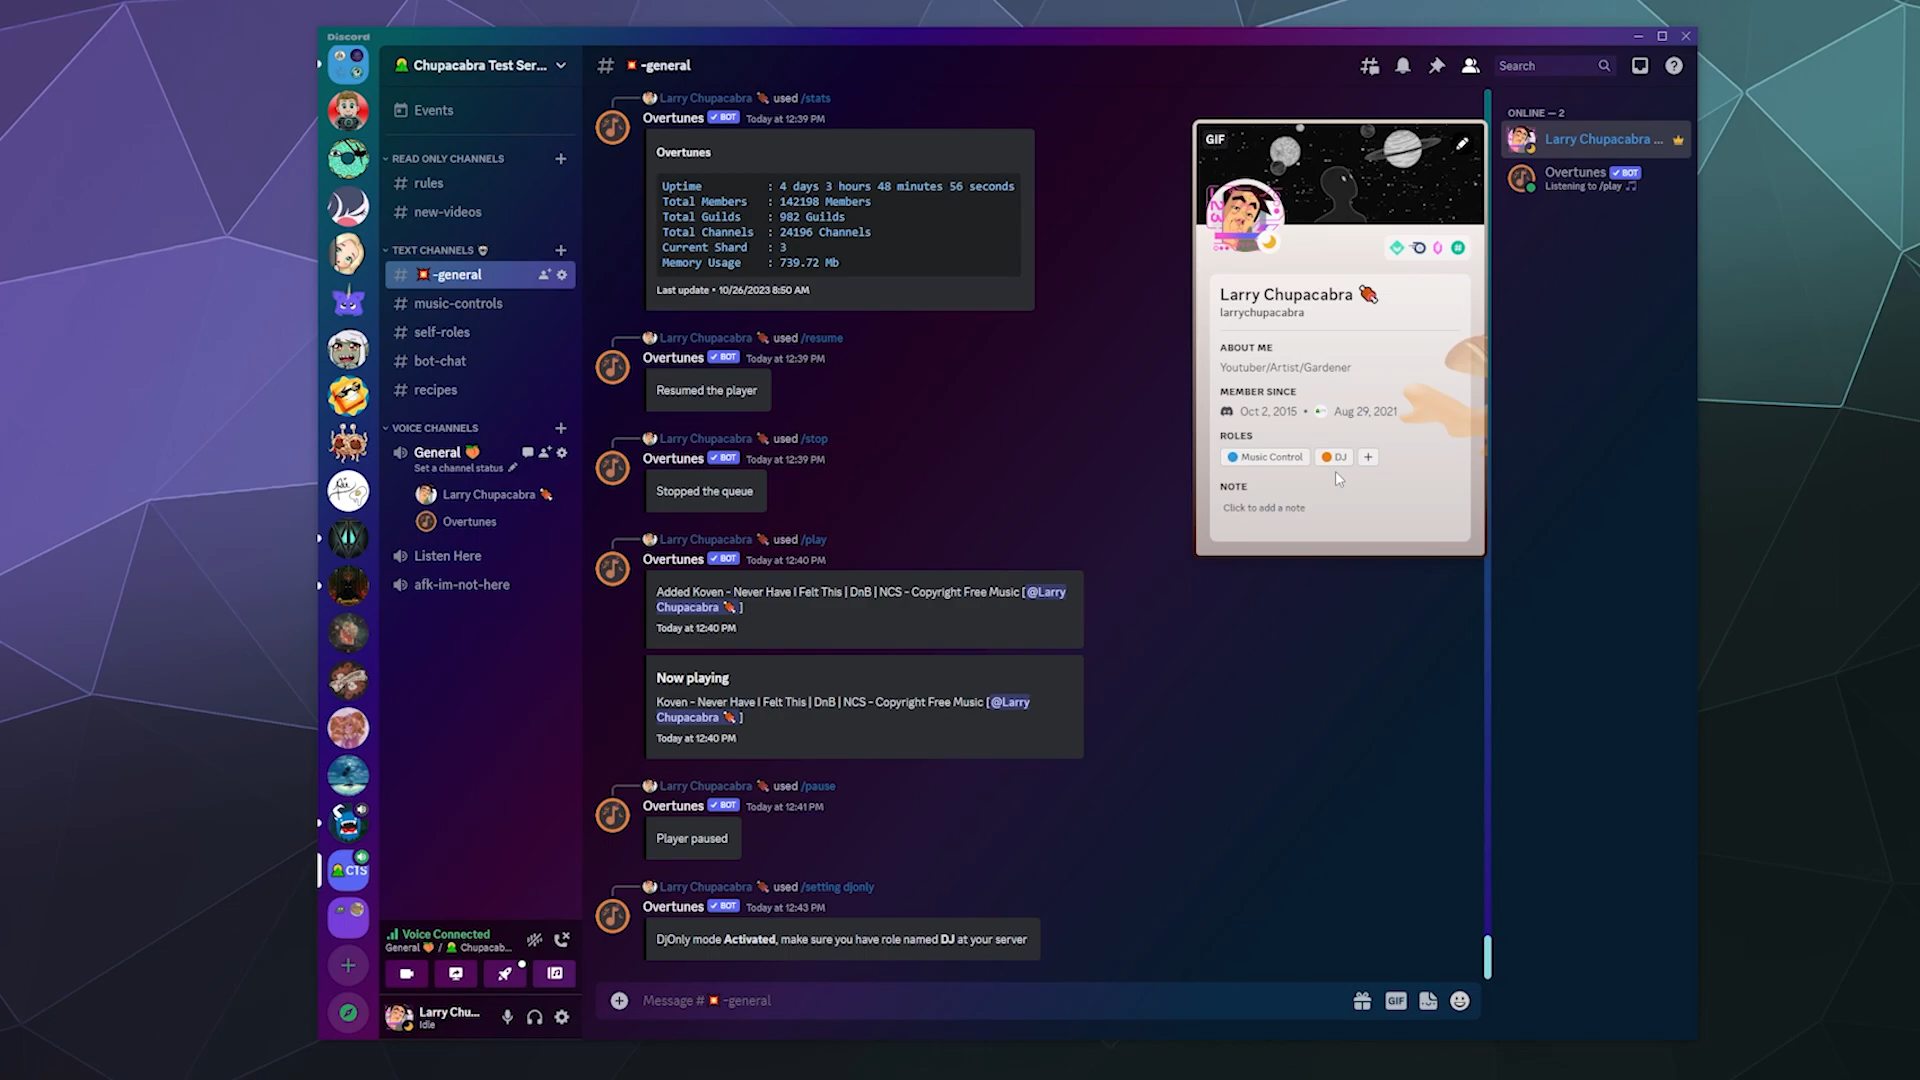 Discord
Chupacabra Test Ser...
Events
READ ONLY CHANNELS
rules
new-videos
TEXT CHANNELS
-general
music-controls
self-roles
bot-chat
recipes
VOICE CHANNELS
General
Set a channel status
Larry Chupacabra
Overtunes
Listen Here
afk-im-not-here
CTS
Voice Connected
General / Chupacab...
Larry Chu...
Idle
# -general
Search
Larry Chupacabra used /stats
Overtunes BOT Today at 12:39 PM
Overtunes
Uptime : 4 days 3 hours 48 minutes 56 seconds
Total Members : 142198 Members
Total Guilds : 982 Guilds
Total Channels : 24196 Channels
Current Shard : 3
Memory Usage : 739.72 Mb
Last update • 10/26/2023 8:50 AM
Larry Chupacabra used /resume
Overtunes BOT Today at 12:39 PM
Resumed the player
Larry Chupacabra used /stop
Overtunes BOT Today at 12:39 PM
Stopped the queue
Larry Chupacabra used /play
Overtunes BOT Today at 12:40 PM
Added Koven - Never Have I Felt This | DnB | NCS - Copyright Free Music [@Larry
Chupacabra ]
Today at 12:40 PM
Now playing
Koven - Never Have I Felt This | DnB | NCS - Copyright Free Music [@Larry
Chupacabra ]
Today at 12:40 PM
Larry Chupacabra used /pause
Overtunes BOT Today at 12:41 PM
Player paused
Larry Chupacabra used /setting djonly
Overtunes BOT Today at 12:43 PM
DjOnly mode Activated, make sure you have role named DJ at your server
Message # -general
GIF
GIF
Larry Chupacabra
larrychupacabra
ABOUT ME
Youtuber/Artist/Gardener
MEMBER SINCE
Oct 2, 2015 • Aug 29, 2021
ROLES
Music Control DJ +
NOTE
Click to add a note
ONLINE — 2
Larry Chupacabra ...
Overtunes BOT
Listening to /play